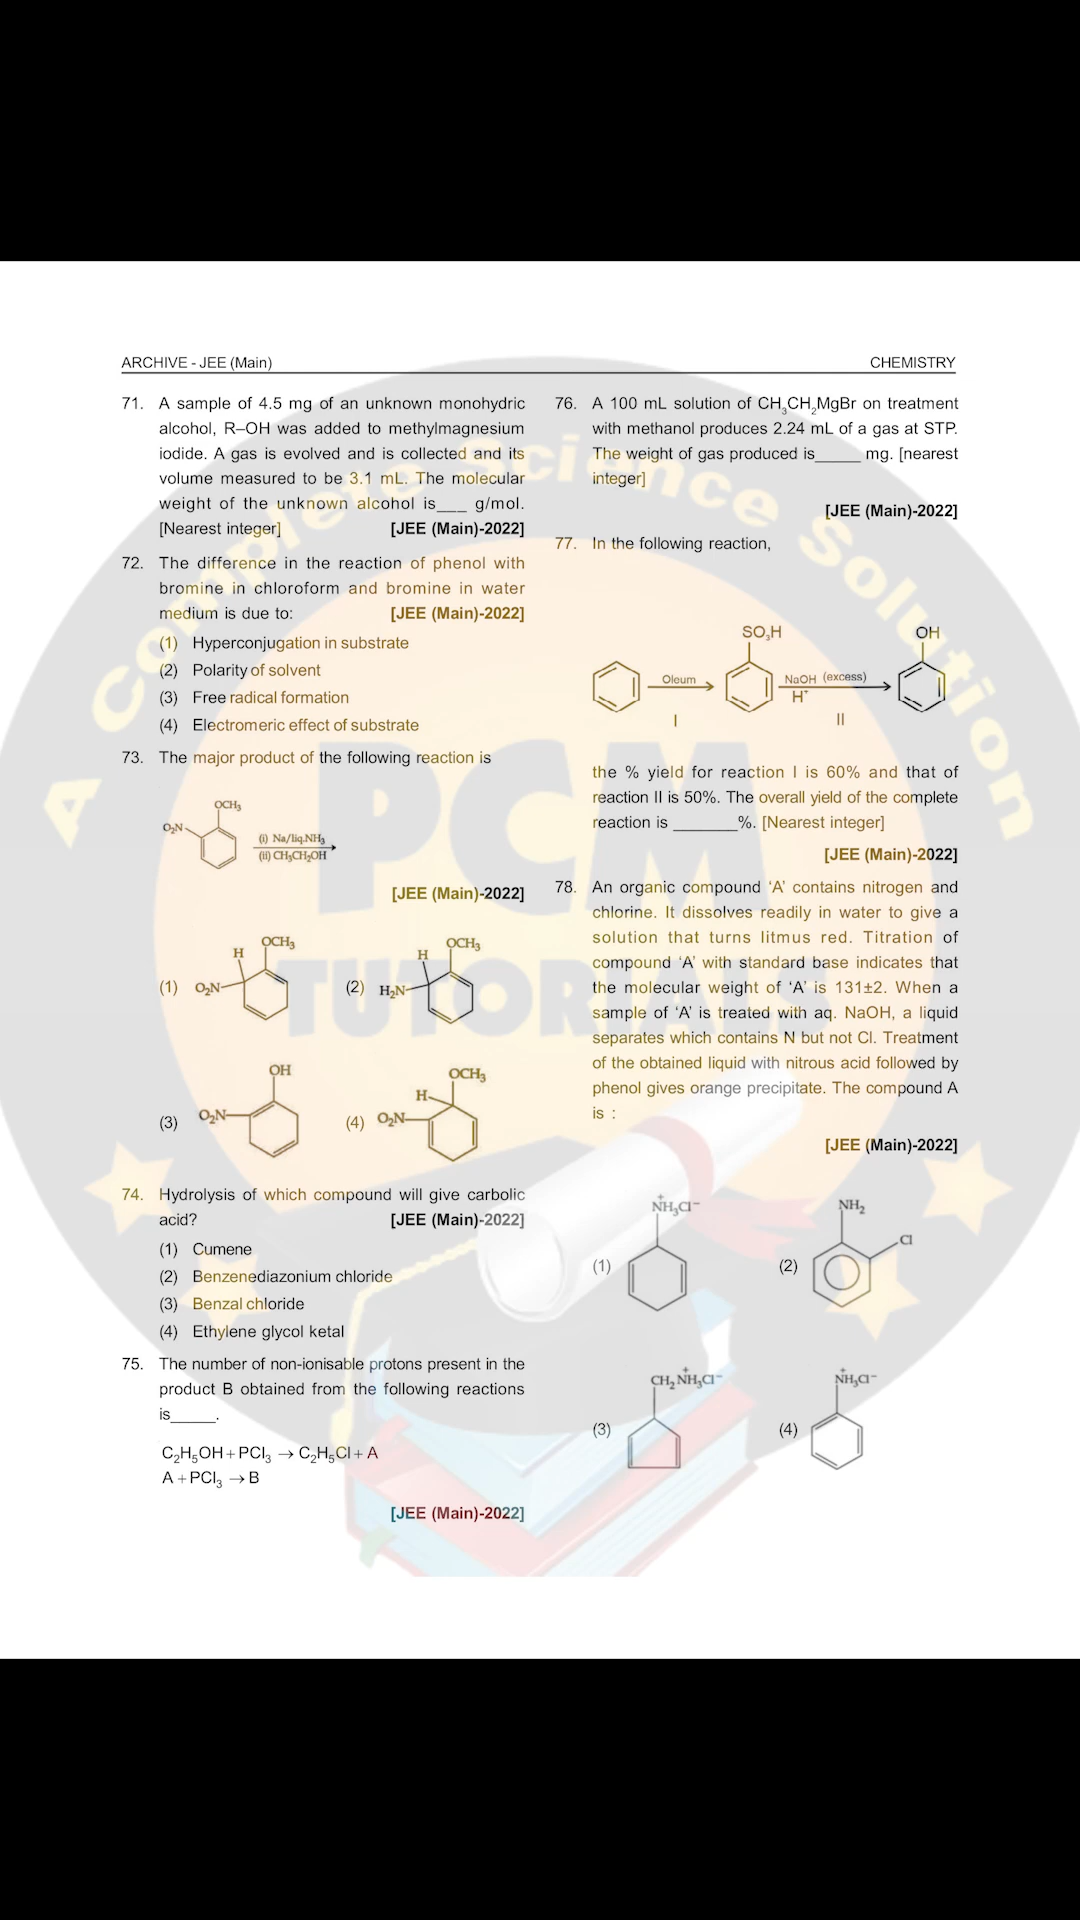 ARCHIVE - JEE (Main) CHEMISTRY
71. A sample of 4.5 mg of an unknown monohydric
alcohol, R–OH was added to methylmagnesium
iodide. A gas is evolved and is collected and its
volume measured to be 3.1 mL. The molecular
weight of the unknown alcohol is___ g/mol.
[Nearest integer] [JEE (Main)-2022]
72. The difference in the reaction of phenol with
bromine in chloroform and bromine in water
medium is due to: [JEE (Main)-2022]
(1) Hyperconjugation in substrate
(2) Polarity of solvent
(3) Free radical formation
(4) Electromeric effect of substrate
73. The major product of the following reaction is
OCH₃
O₂N
(i) Na/liq.NH₃
(ii) CH₃CH₂OH
[JEE (Main)-2022]
(1) O₂N H OCH₃
(2) H₂N H OCH₃
(3) O₂N OH
(4) O₂N H OCH₃
74. Hydrolysis of which compound will give carbolic
acid? [JEE (Main)-2022]
(1) Cumene
(2) Benzenediazonium chloride
(3) Benzal chloride
(4) Ethylene glycol ketal
75. The number of non-ionisable protons present in the
product B obtained from the following reactions
is_____.
C₂H₅OH + PCl₃ → C₂H₅Cl + A
A + PCl₃ → B
[JEE (Main)-2022]
76. A 100 mL solution of CH₃CH₂MgBr on treatment
with methanol produces 2.24 mL of a gas at STP.
The weight of gas produced is_____ mg. [nearest
integer]
[JEE (Main)-2022]
77. In the following reaction,
SO₃H OH
Oleum NaOH (excess)
H⁺
I II
the % yield for reaction I is 60% and that of
reaction II is 50%. The overall yield of the complete
reaction is _______%. [Nearest integer]
[JEE (Main)-2022]
78. An organic compound ‘A’ contains nitrogen and
chlorine. It dissolves readily in water to give a
solution that turns litmus red. Titration of
compound ‘A’ with standard base indicates that
the molecular weight of ‘A’ is 131±2. When a
sample of ‘A’ is treated with aq. NaOH, a liquid
separates which contains N but not Cl. Treatment
of the obtained liquid with nitrous acid followed by
phenol gives orange precipitate. The compound A
is :
[JEE (Main)-2022]
(1) N⁺H₃Cl⁻
(2) NH₂ Cl
(3) CH₂N⁺H₃Cl⁻
(4) N⁺H₃Cl⁻
A Complete Science Solution
PCM
TUTORIALS